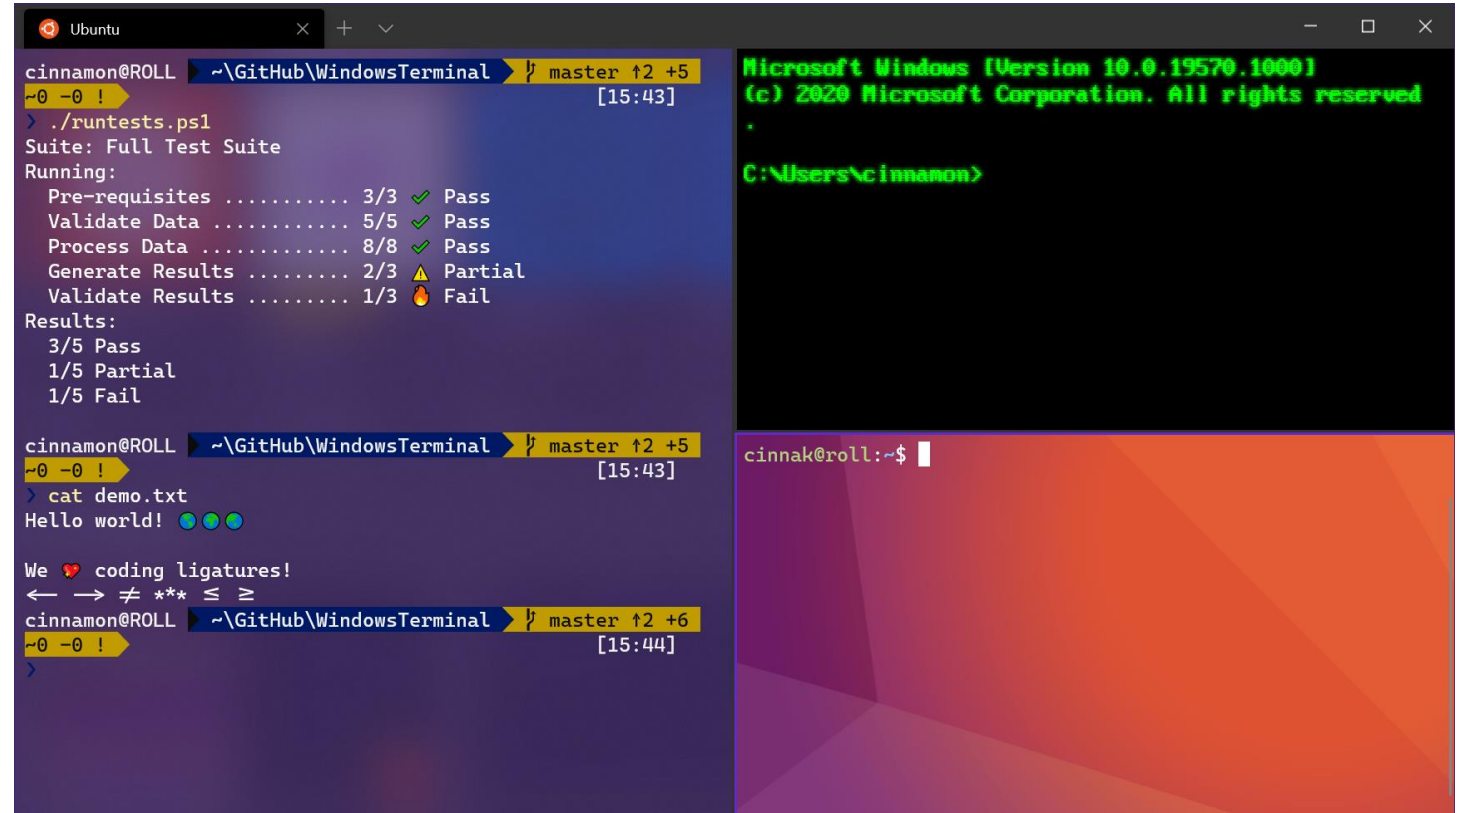 Ubuntu
cinnamon@ROLL ~\GitHub\WindowsTerminal master ↑2 +5
~0 -0 ! [15:43]
❯ ./runtests.ps1
Suite: Full Test Suite
Running:
Pre-requisites ........... 3/3 ✅ Pass
Validate Data ............ 5/5 ✅ Pass
Process Data ............. 8/8 ✅ Pass
Generate Results ......... 2/3 ⚠ Partial
Validate Results ......... 1/3 🔥 Fail
Results:
3/5 Pass
1/5 Partial
1/5 Fail
cinnamon@ROLL ~\GitHub\WindowsTerminal master ↑2 +5
~0 -0 ! [15:43]
❯ cat demo.txt
Hello world! 🌎🌍🌏
We 💖 coding ligatures!
⟵ ⟶ ≠ *** ≤ ≥
cinnamon@ROLL ~\GitHub\WindowsTerminal master ↑2 +6
~0 -0 ! [15:44]
❯
Microsoft Windows [Version 10.0.19570.1000]
(c) 2020 Microsoft Corporation. All rights reserved
.
C:\Users\cinnamon>
cinnak@roll:~$